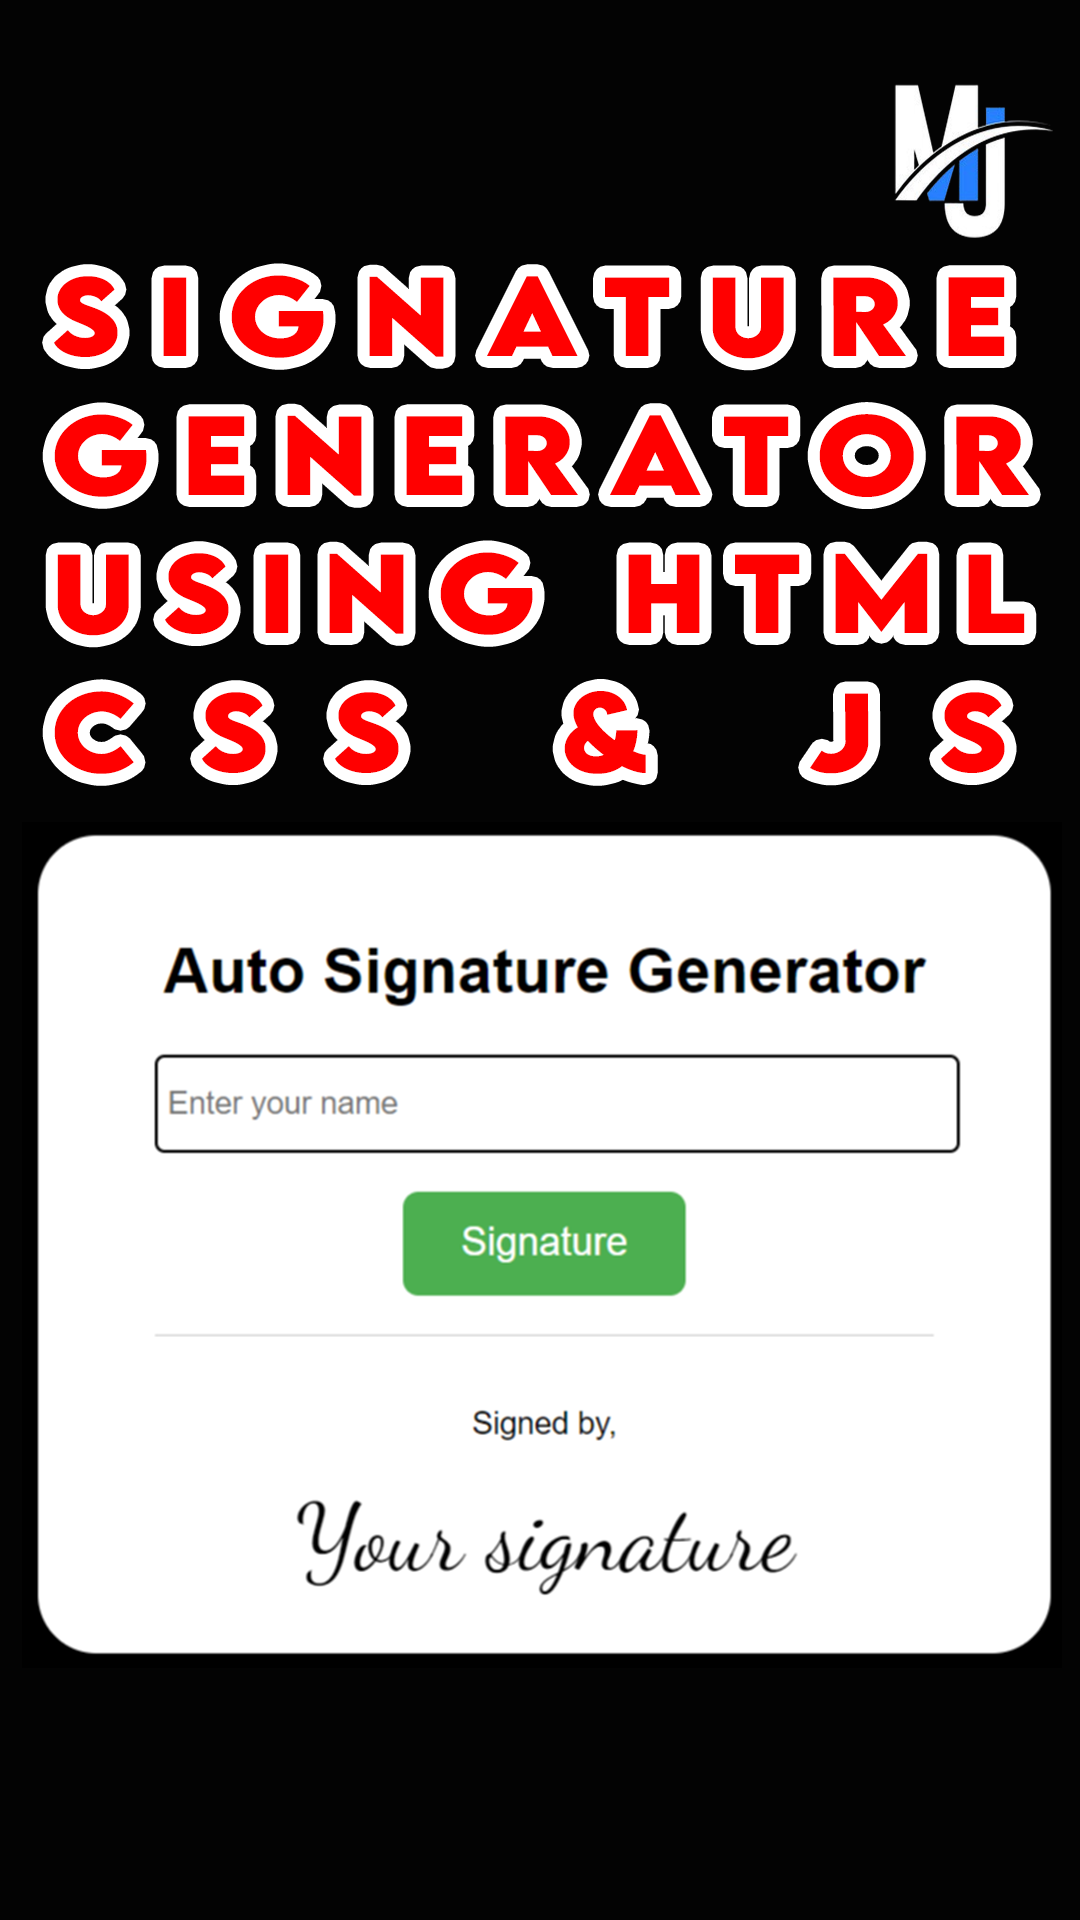 MJ
SIGNATURE
GENERATOR
USING HTML
CSS & JS
Auto Signature Generator
Enter your name
Signature
Signed by,
Your signature